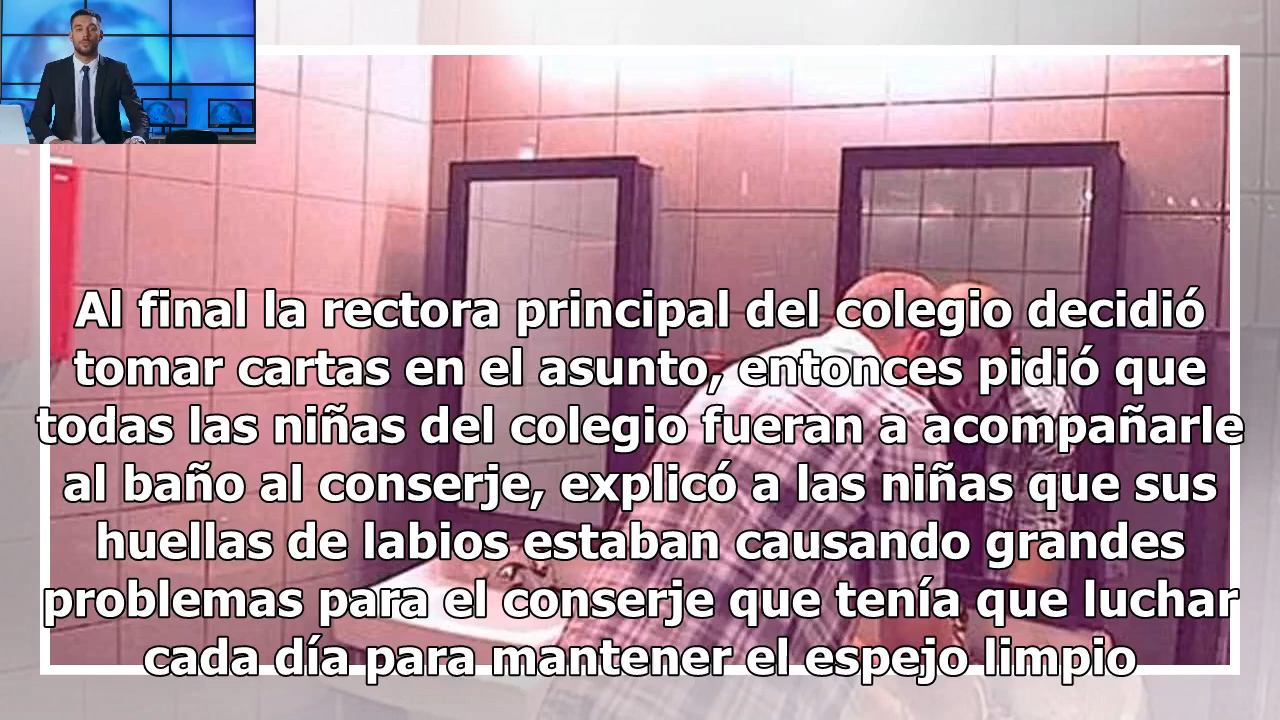 Al final la rectora principal del colegio decidió
tomar cartas en el asunto, entonces pidió que
todas las niñas del colegio fueran a acompañarle
al baño al conserje, explicó a las niñas que sus
huellas de labios estaban causando grandes
problemas para el conserje que tenía que luchar
cada día para mantener el espejo limpio